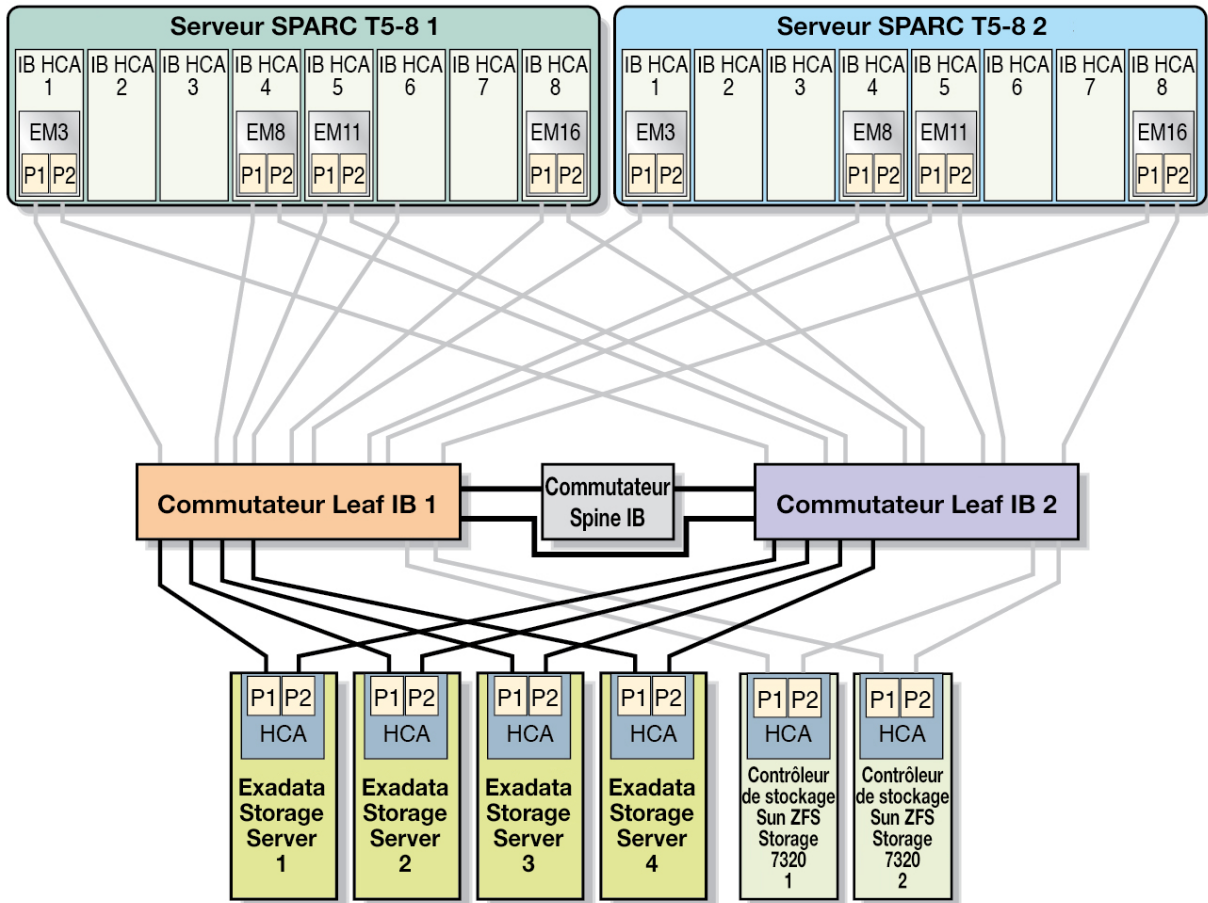 Serveur SPARC T5-8 1
IB HCA 1
IB HCA 2
IB HCA 3
IB HCA 4
IB HCA 5
IB HCA 6
IB HCA 7
IB HCA 8
EM3
EM8
EM11
EM16
P1 P2
P1 P2
P1 P2
P1 P2
Serveur SPARC T5-8 2
IB HCA 1
IB HCA 2
IB HCA 3
IB HCA 4
IB HCA 5
IB HCA 6
IB HCA 7
IB HCA 8
EM3
EM8
EM11
EM16
P1 P2
P1 P2
P1 P2
P1 P2
Commutateur Leaf IB 1
Commutateur
Spine IB
Commutateur Leaf IB 2
P1 P2
HCA
Exadata
Storage
Server
1
P1 P2
HCA
Exadata
Storage
Server
2
P1 P2
HCA
Exadata
Storage
Server
3
P1 P2
HCA
Exadata
Storage
Server
4
P1 P2
HCA
Contrôleur
de stockage
Sun ZFS
Storage
7320
1
P1 P2
HCA
Contrôleur
de stockage
Sun ZFS
Storage
7320
2